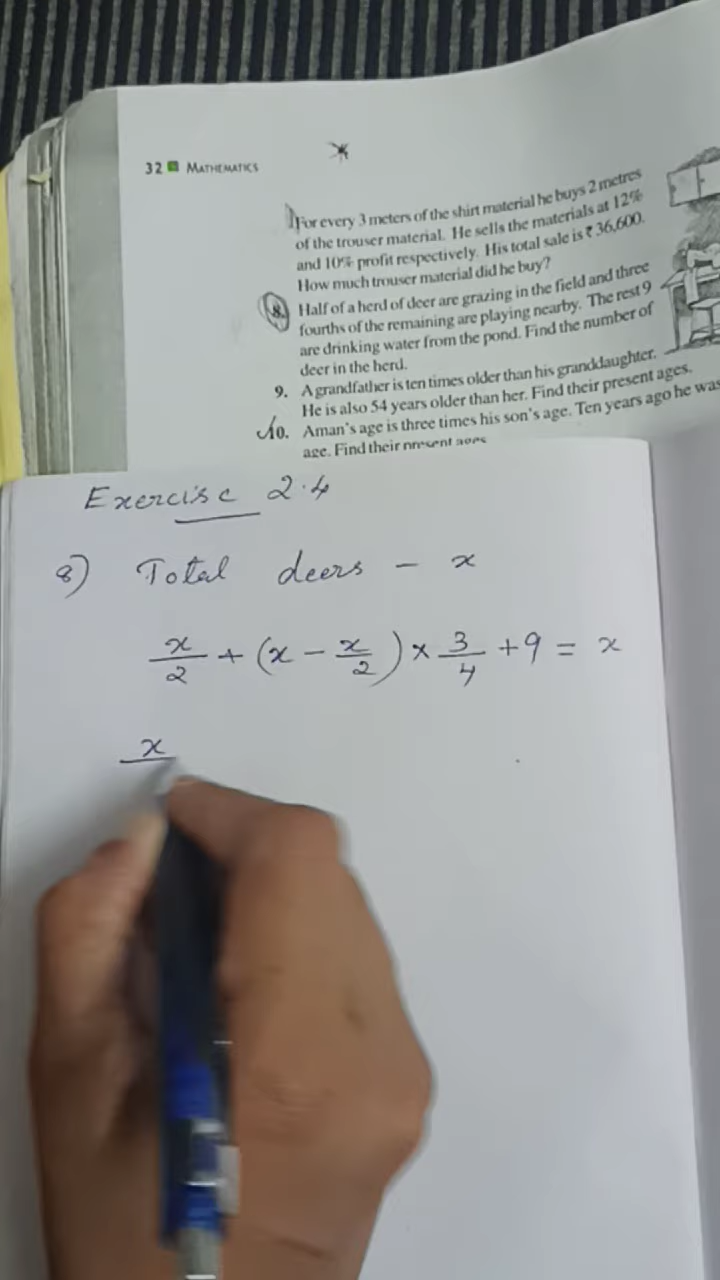 32 MATHEMATICS
For every 3 meters of the shirt material he buys 2 metres
of the trouser material. He sells the materials at 12%
and 10% profit respectively. His total sale is ₹ 36,600.
How much trouser material did he buy?
8. Half of a herd of deer are grazing in the field and three
fourths of the remaining are playing nearby. The rest 9
are drinking water from the pond. Find the number of
deer in the herd.
9. A grandfather is ten times older than his granddaughter.
He is also 54 years older than her. Find their present ages.
10. Aman's age is three times his son's age. Ten years ago he was
age. Find their present ages
Exercise 2.4
8) Total deers - x
x/2 + (x - x/2) × 3/4 + 9 = x
x